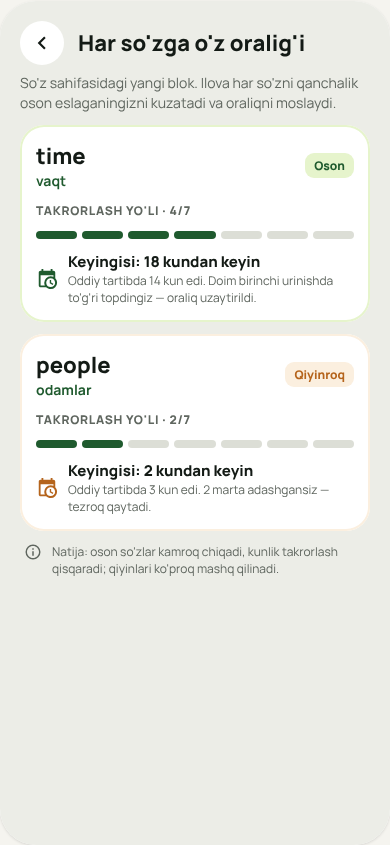 Har so'zga o'z oralig'i
So'z sahifasidagi yangi blok. Ilova har so'zni qanchalik
oson eslaganingizni kuzatadi va oraliqni moslaydi.
time
Oson
vaqt
TAKRORLASH YO'LI · 4/7
Keyingisi: 18 kundan keyin
Oddiy tartibda 14 kun edi. Doim birinchi urinishda
to'g'ri topdingiz — oraliq uzaytirildi.
people
Qiyinroq
odamlar
TAKRORLASH YO'LI · 2/7
Keyingisi: 2 kundan keyin
Oddiy tartibda 3 kun edi. 2 marta adashgansiz —
tezroq qaytadi.
Natija: oson so'zlar kamroq chiqadi, kunlik takrorlash
qisqaradi; qiyinlari ko'proq mashq qilinadi.